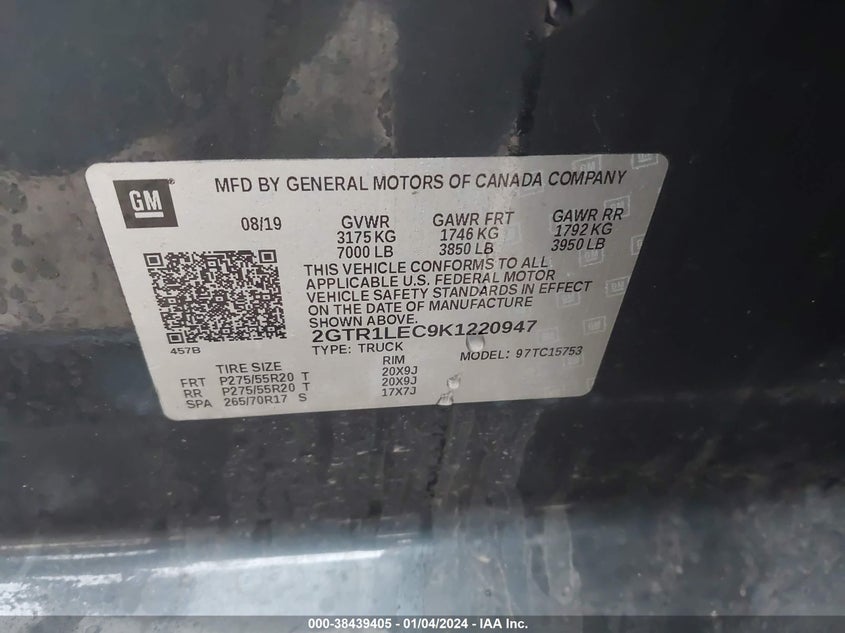 GM
MFD BY GENERAL MOTORS OF CANADA COMPANY
08/19 GVWR GAWR FRT GAWR RR
3175 KG 1746 KG 1792 KG
7000 LB 3850 LB 3950 LB
THIS VEHICLE CONFORMS TO ALL
APPLICABLE U.S. FEDERAL MOTOR
VEHICLE SAFETY STANDARDS IN EFFECT
ON THE DATE OF MANUFACTURE
SHOWN ABOVE.
2GTR1LEC9K1220947
457B
TYPE: TRUCK MODEL: 97TC15753
TIRE SIZE RIM
FRT P275/55R20 T 20X9J
RR P275/55R20 T 20X9J
SPA 265/70R17 S 17X7J
000-38439405 - 01/04/2024 - IAA Inc.